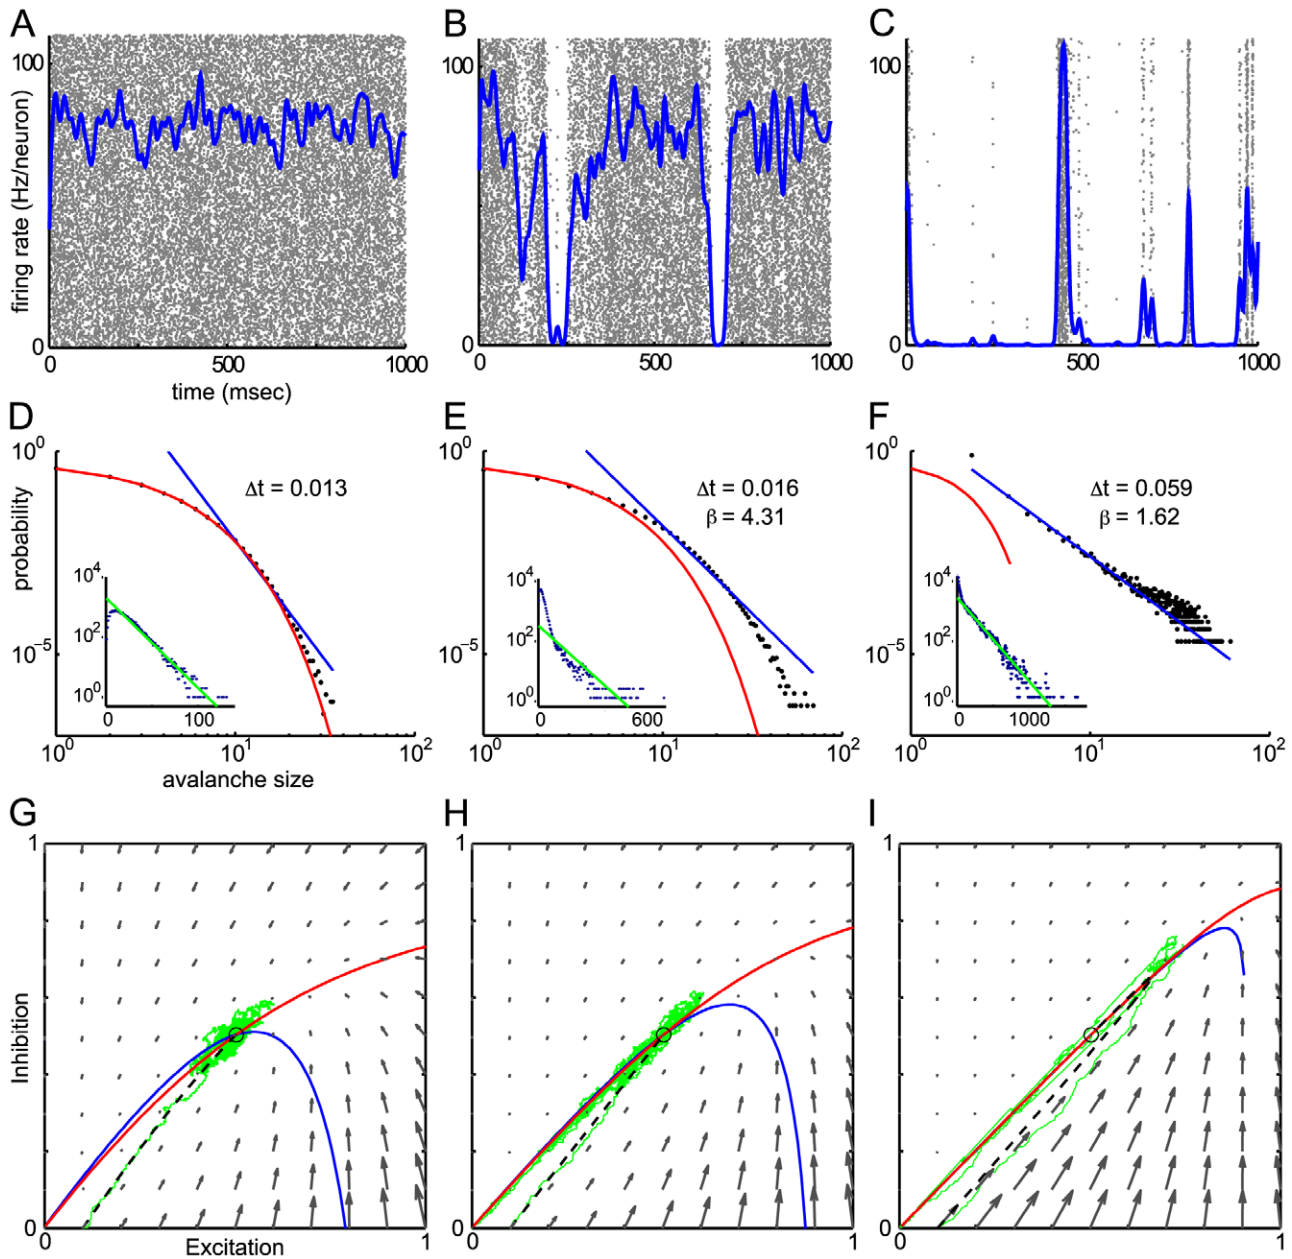 A B C
100 100 100
firing rate (Hz/neuron)
0
0 500 1000 0 500 1000 0 500 1000
time (msec)
D E F
10^0 10^0 10^0
Δt = 0.013 Δt = 0.016 Δt = 0.059
β = 4.31 β = 1.62
probability
10^4 10^4 10^4
10^2 10^2 10^2
10^-5 10^-5 10^-5
10^0 10^0 10^0
0 100 0 600 0 1000
10^0 10^1 10^2 10^0 10^1 10^2 10^1 10^2
avalanche size
G H I
1 1 1
Inhibition
0 0 0
0 Excitation 1 0 1 0 1